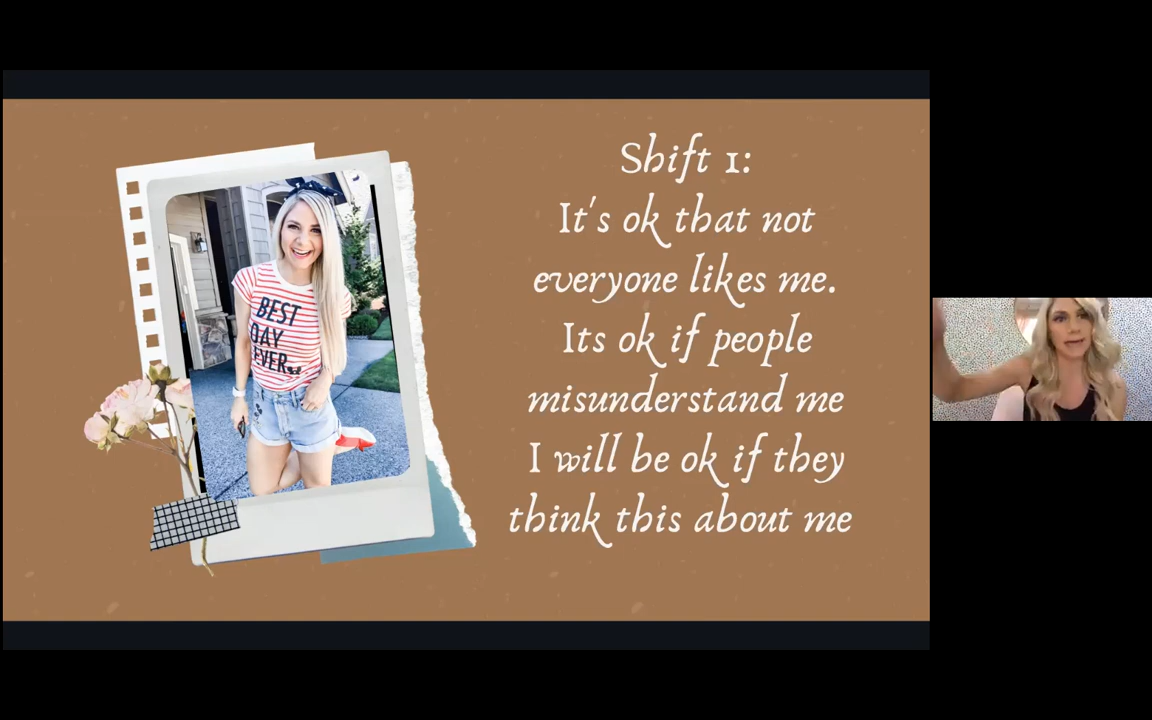 Shift 1:
It's ok that not
everyone likes me.
Its ok if people
misunderstand me
I will be ok if they
think this about me
BEST
DAY
EVER